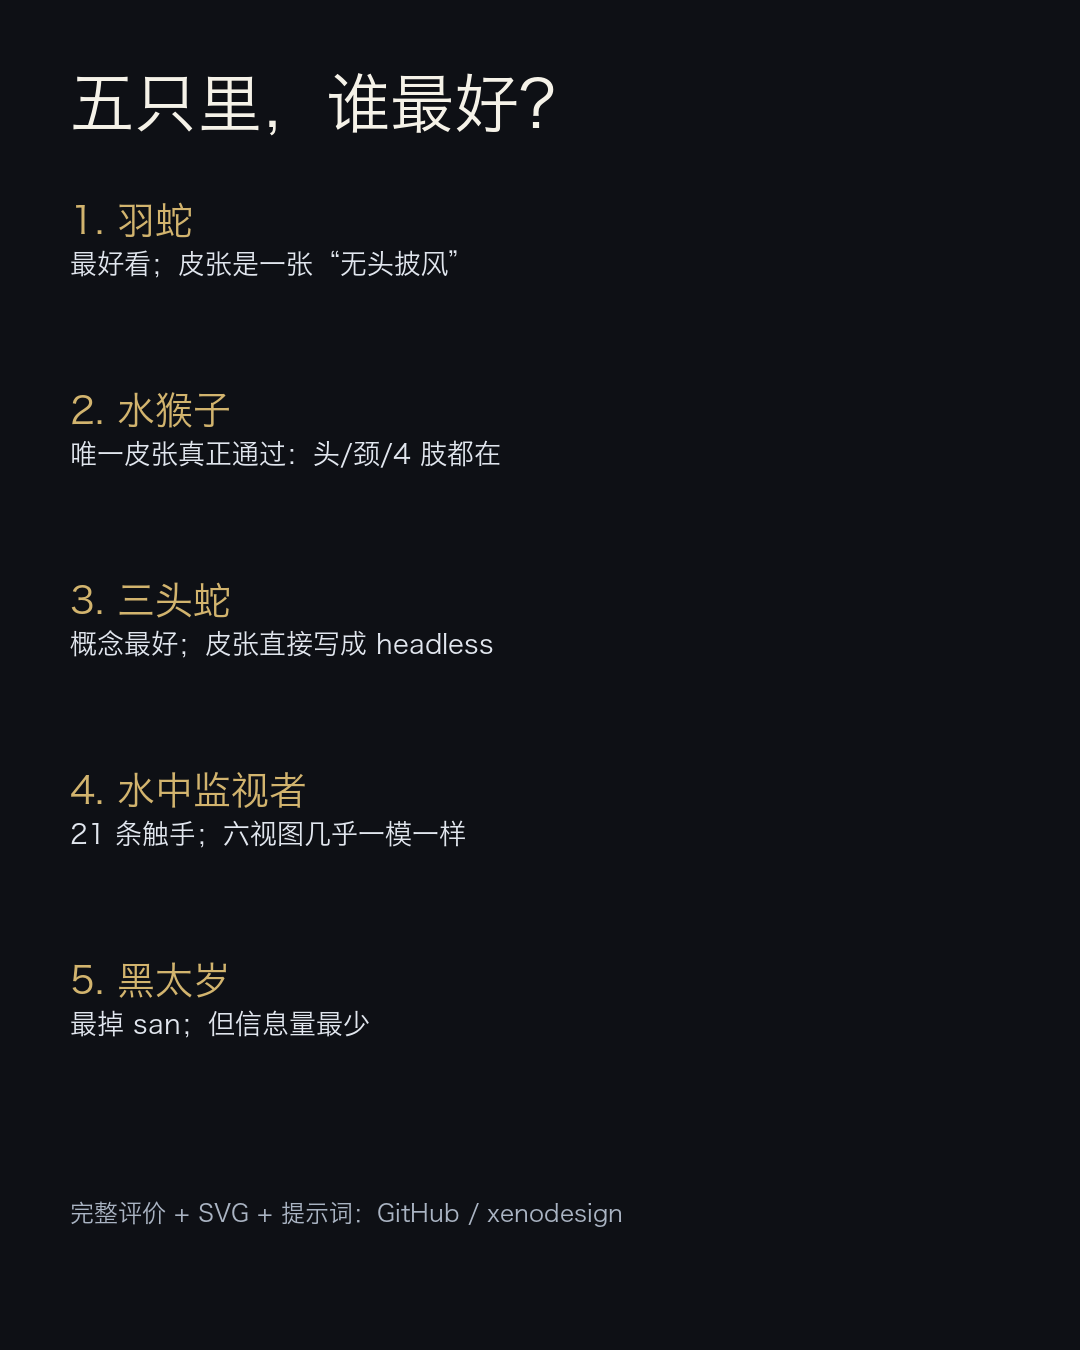 五只里，谁最好？
1. 羽蛇
最好看；皮张是一张“无头披风”
2. 水猴子
唯一皮张真正通过：头/颈/4 肢都在
3. 三头蛇
概念最好；皮张直接写成 headless
4. 水中监视者
21 条触手；六视图几乎一模一样
5. 黑太岁
最掉 san；但信息量最少
完整评价 + SVG + 提示词：GitHub / xenodesign